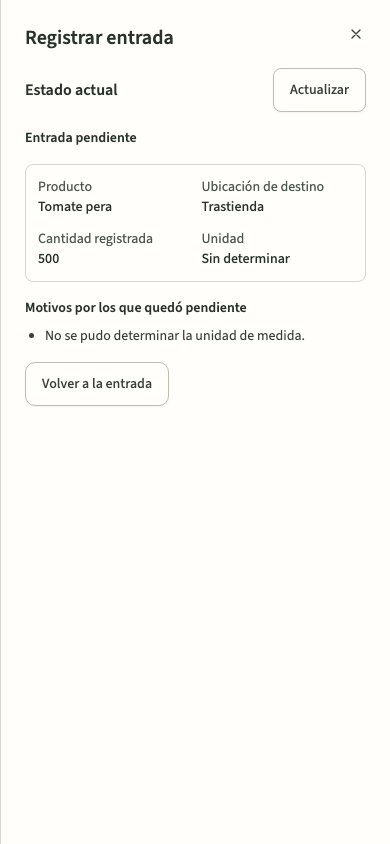 Registrar entrada
Estado actual
Actualizar
Entrada pendiente
Producto
Tomate pera
Ubicación de destino
Trastienda
Cantidad registrada
500
Unidad
Sin determinar
Motivos por los que quedó pendiente
• No se pudo determinar la unidad de medida.
Volver a la entrada